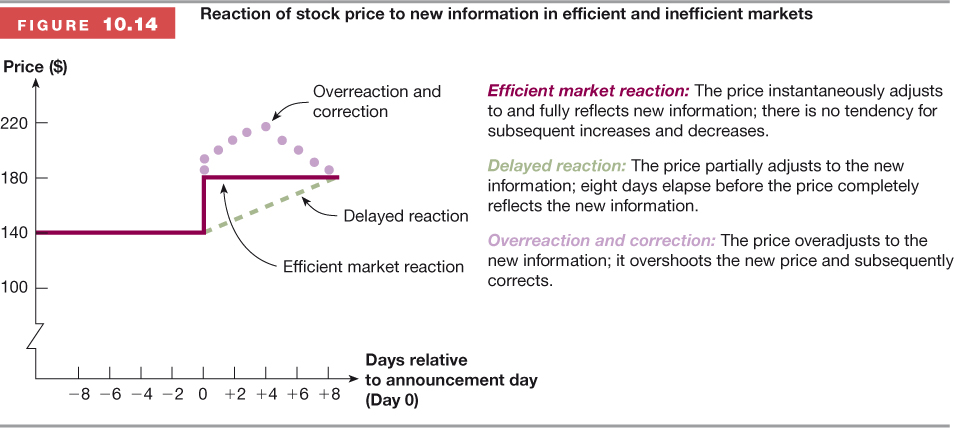 FIGURE 10.14
Reaction of stock price to new information in efficient and inefficient markets
Price ($)
220
180
140
100
Overreaction and
correction
Delayed reaction
Efficient market reaction
−8 −6 −4 −2 0 +2 +4 +6 +8
Days relative
to announcement day
(Day 0)
Efficient market reaction: The price instantaneously adjusts
to and fully reflects new information; there is no tendency for
subsequent increases and decreases.
Delayed reaction: The price partially adjusts to the new
information; eight days elapse before the price completely
reflects the new information.
Overreaction and correction: The price overadjusts to the
new information; it overshoots the new price and subsequently
corrects.